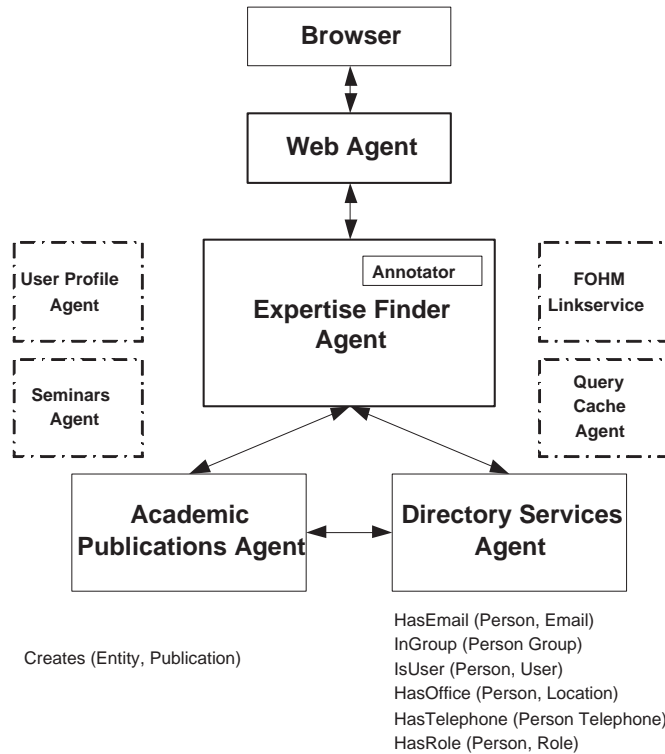 Browser
Web Agent
Annotator
Expertise Finder
Agent
User Profile
Agent
Seminars
Agent
FOHM
Linkservice
Query
Cache
Agent
Academic
Publications Agent
Directory Services
Agent
Creates (Entity, Publication)
HasEmail (Person, Email)
InGroup (Person Group)
IsUser (Person, User)
HasOffice (Person, Location)
HasTelephone (Person Telephone)
HasRole (Person, Role)